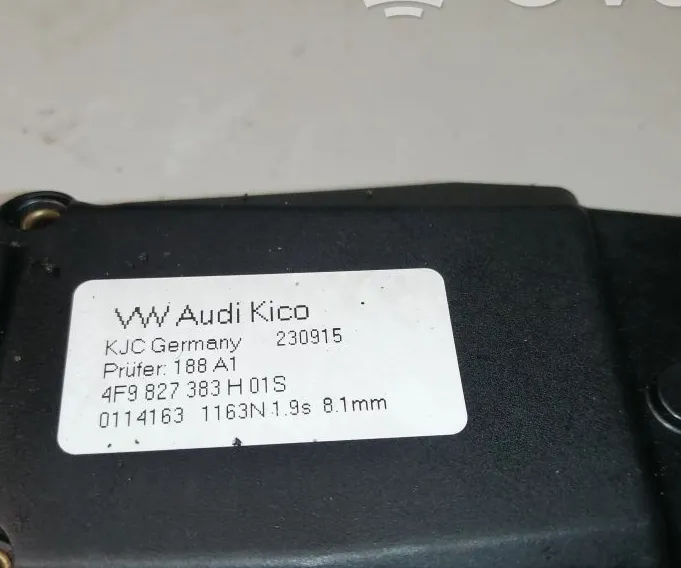 VW Audi Kico
KJC Germany 230915
Prüfer: 188 A1
4F9 827 383 H 01S
0114163 1163N 1.9s 8.1mm